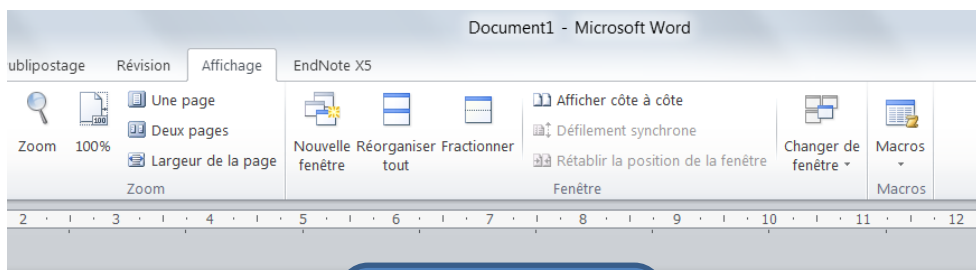 Document1 - Microsoft Word
ublipostage Révision Affichage EndNote X5
Zoom
100%
Une page
Deux pages
Largeur de la page
Zoom
Nouvelle fenêtre
Réorganiser tout
Fractionner
Afficher côte à côte
Défilement synchrone
Rétablir la position de la fenêtre
Changer de fenêtre
Fenêtre
Macros
Macros
2 3 4 5 6 7 8 9 10 11 12